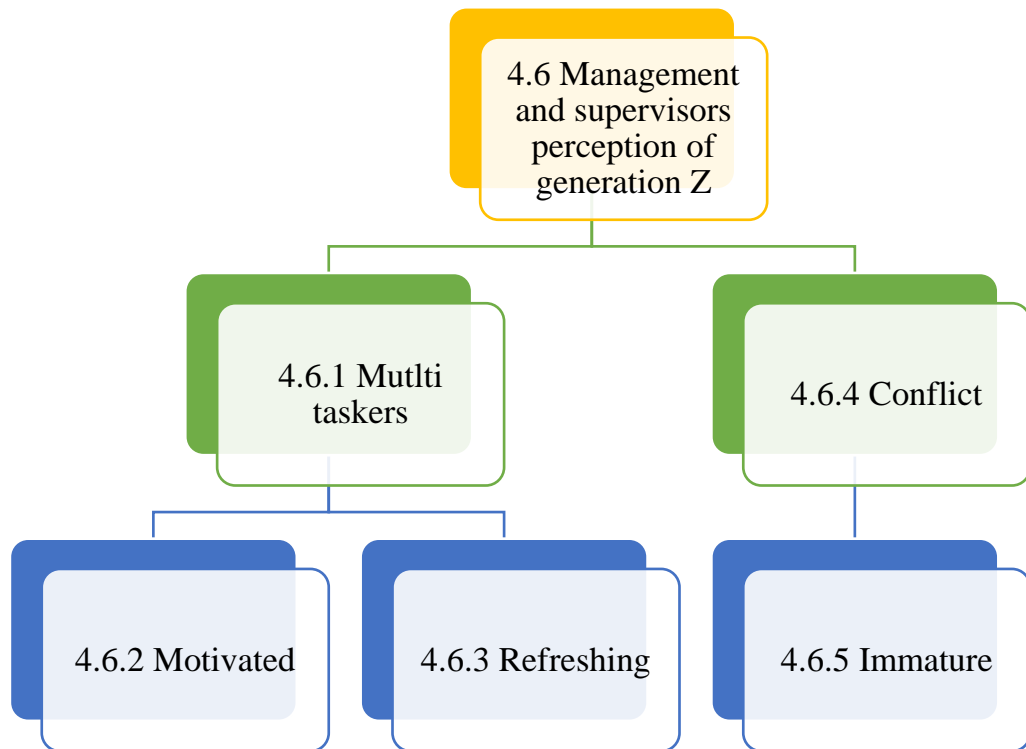 4.6 Management
and supervisors
perception of
generation Z
4.6.1 Mutlti
taskers
4.6.4 Conflict
4.6.2 Motivated
4.6.3 Refreshing
4.6.5 Immature